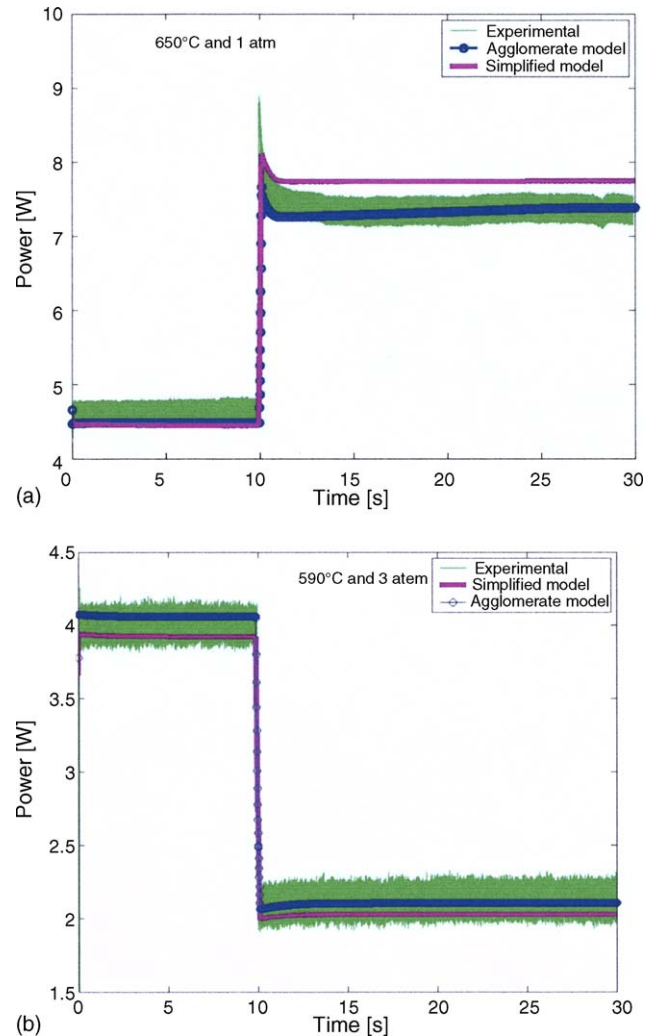 10
9
8
7
6
5
4
Power [W]
650°C and 1 atm
Experimental
Agglomerate model
Simplified model
0 5 10 15 20 25 30
(a) Time [s]
4.5
4
3.5
3
2.5
2
1.5
Power [W]
590°C and 3 atem
Experimental
Simplified model
Agglomerate model
0 5 10 15 20 25 30
(b) Time [s]